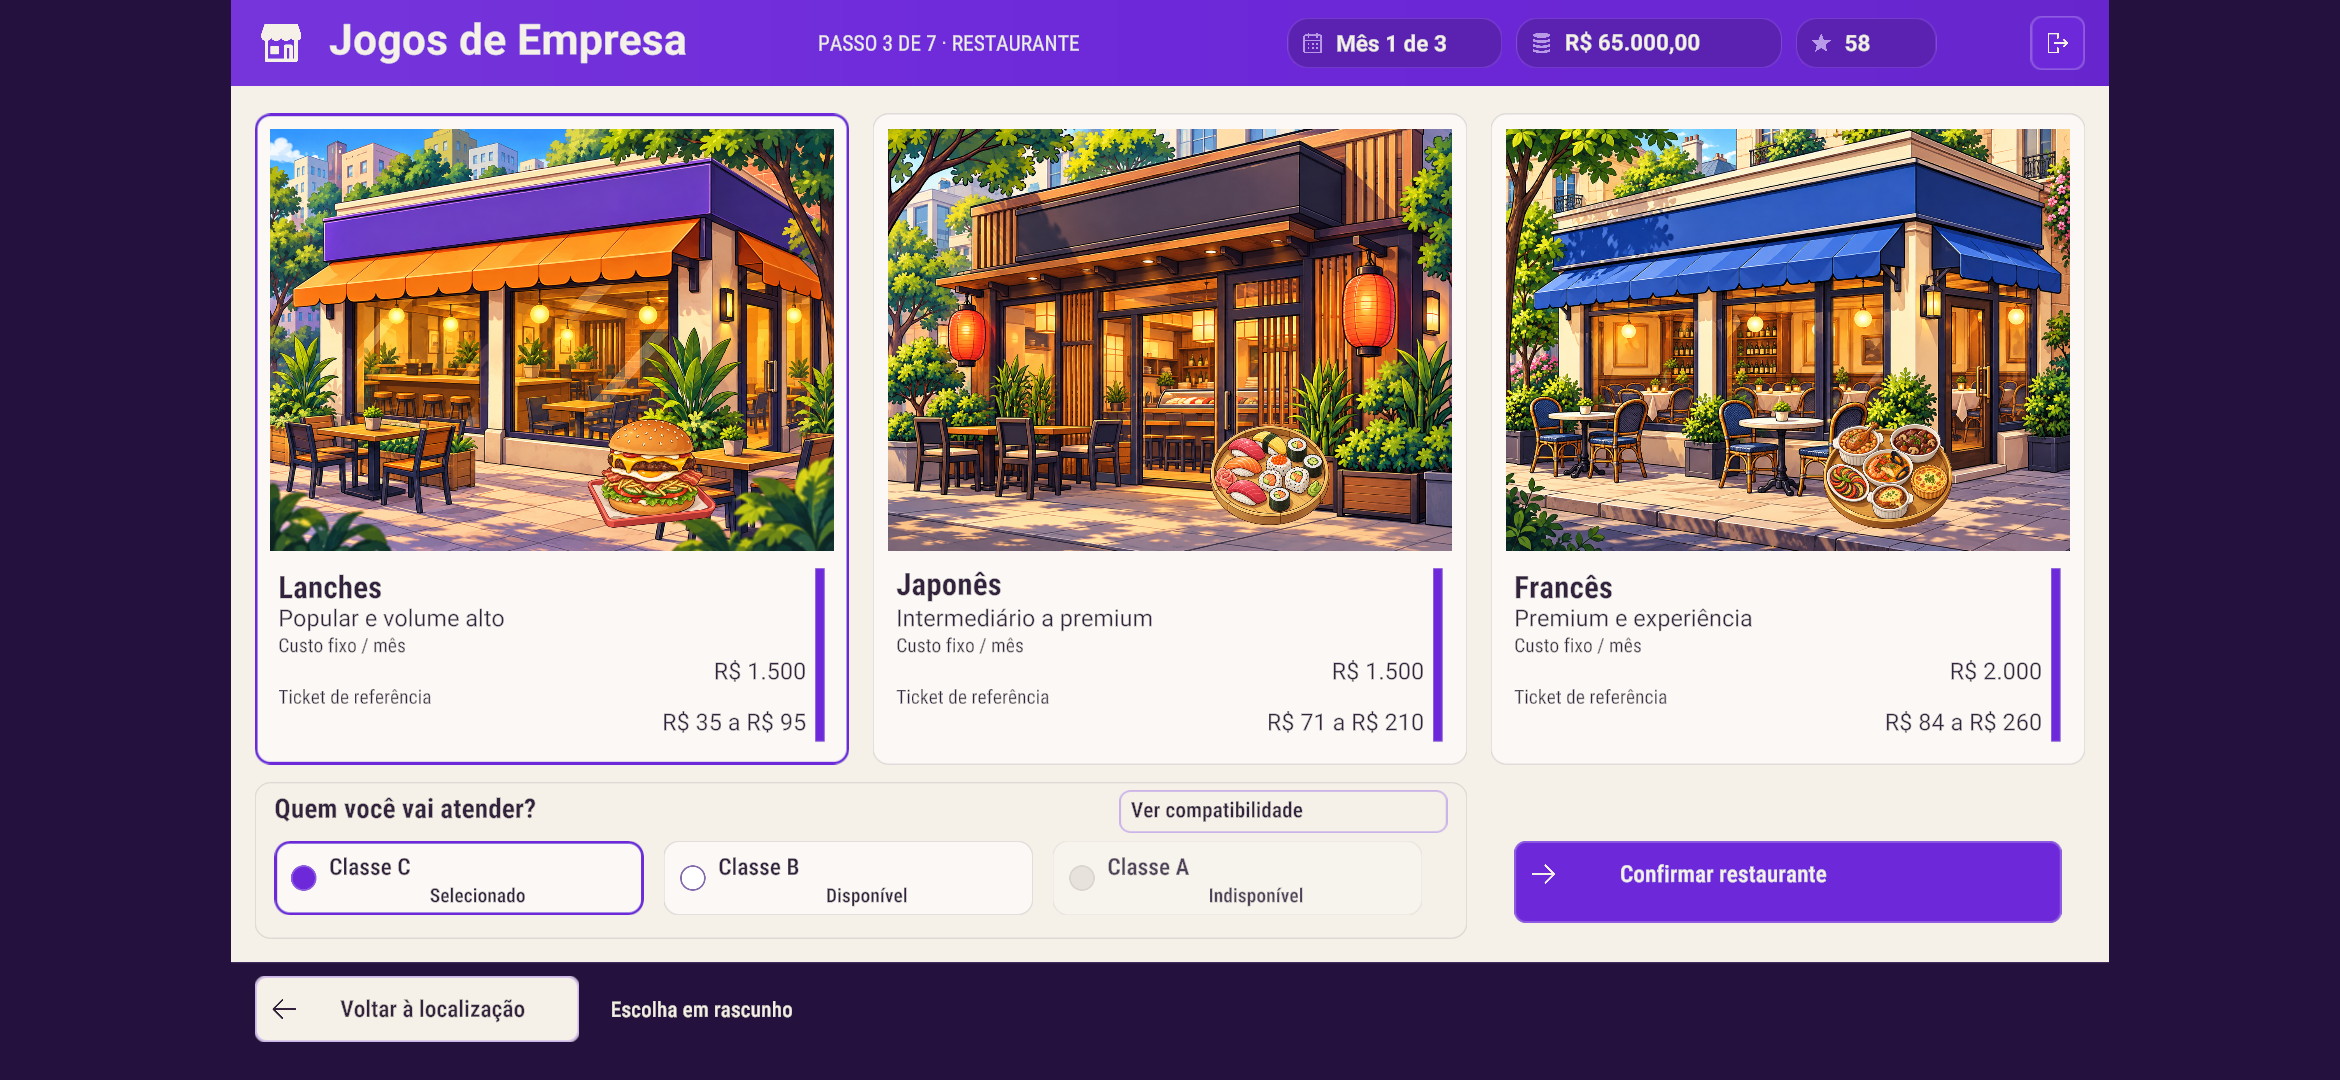 Jogos de Empresa
PASSO 3 DE 7 · RESTAURANTE
Mês 1 de 3
R$ 65.000,00
58
Lanches
Popular e volume alto
Custo fixo / mês
R$ 1.500
Ticket de referência
R$ 35 a R$ 95
Japonês
Intermediário a premium
Custo fixo / mês
R$ 1.500
Ticket de referência
R$ 71 a R$ 210
Francês
Premium e experiência
Custo fixo / mês
R$ 2.000
Ticket de referência
R$ 84 a R$ 260
Quem você vai atender?
Ver compatibilidade
Classe C
Selecionado
Classe B
Disponível
Classe A
Indisponível
Confirmar restaurante
Voltar à localização
Escolha em rascunho